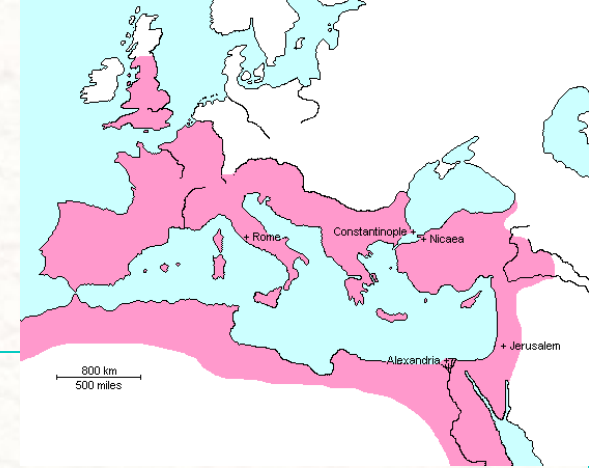 Constantinople
Nicaea
Rome
Jerusalem
Alexandria
800 km
500 miles